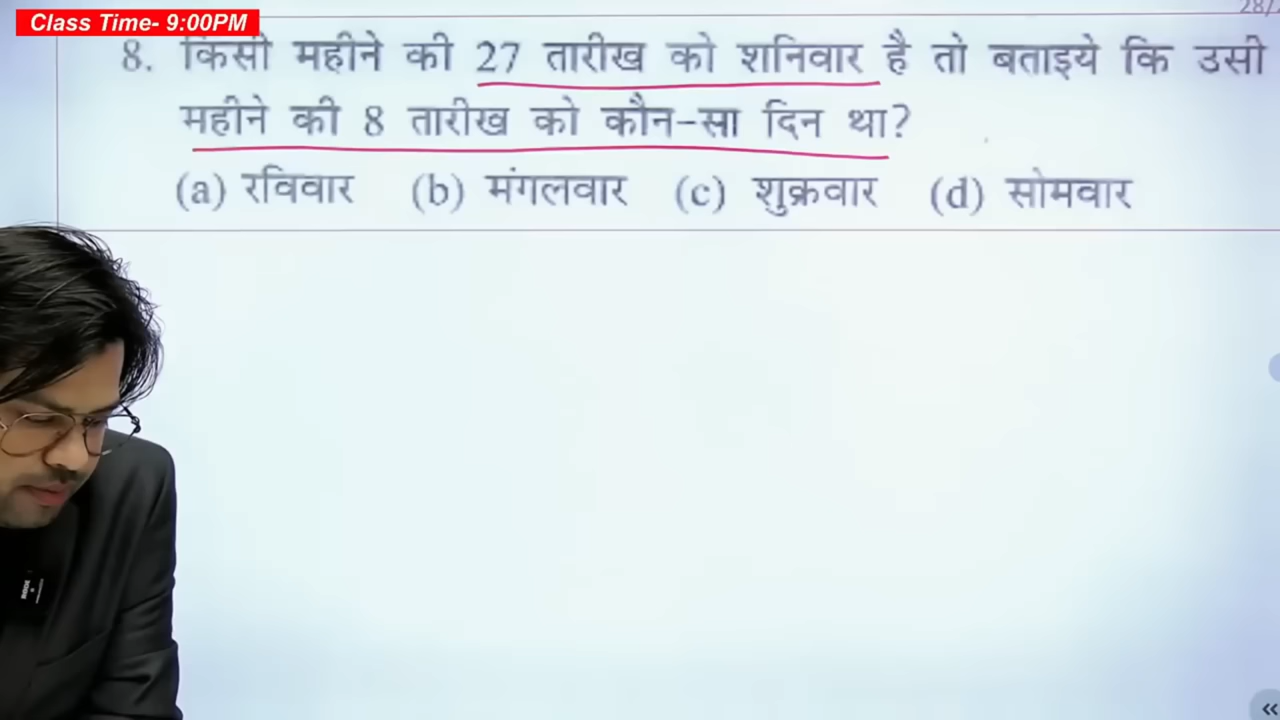 Class Time- 9:00PM
8. किसी महीने की 27 तारीख को शनिवार है तो बताइये कि उसी
महीने की 8 तारीख को कौन-सा दिन था?
(a) रविवार (b) मंगलवार (c) शुक्रवार (d) सोमवार